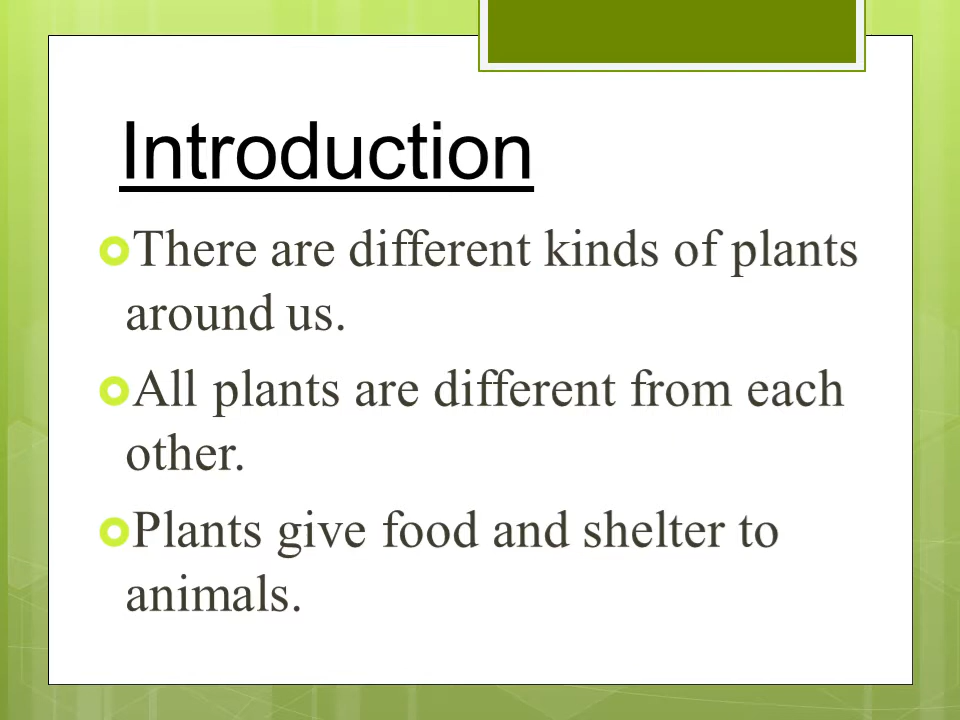 Introduction
There are different kinds of plants
around us.
All plants are different from each
other.
Plants give food and shelter to
animals.